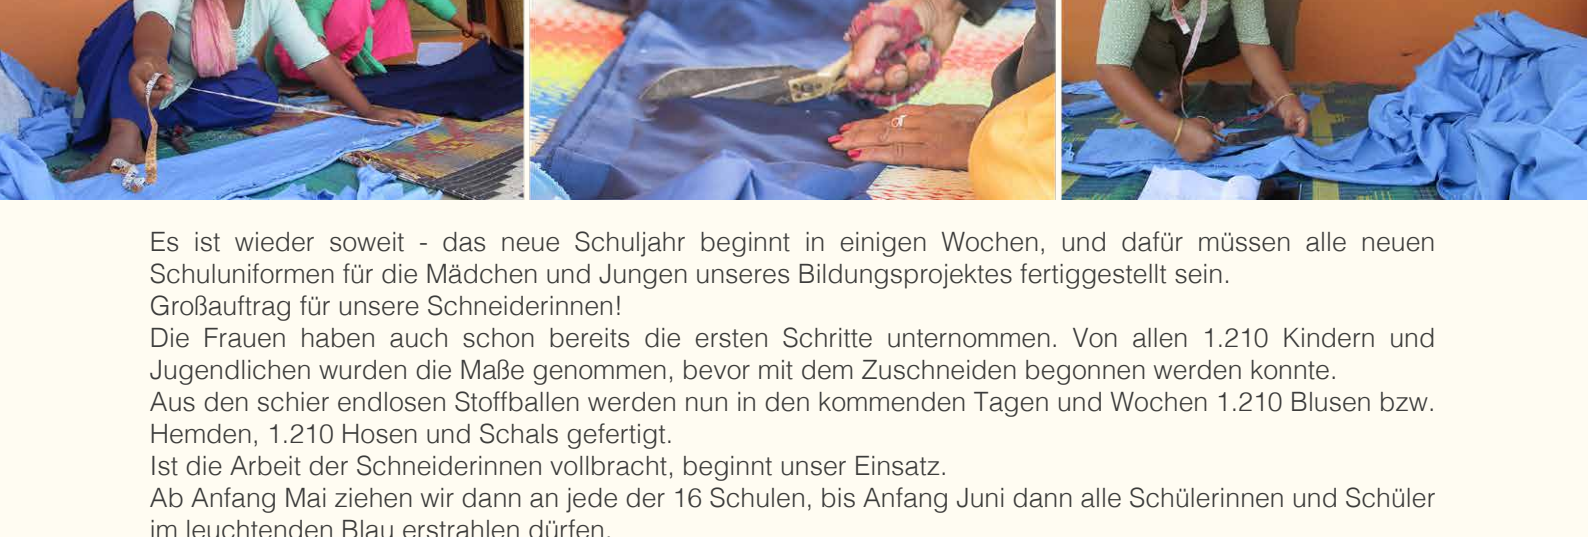 Es ist wieder soweit - das neue Schuljahr beginnt in einigen Wochen, und dafür müssen alle neuen
Schuluniformen für die Mädchen und Jungen unseres Bildungsprojektes fertiggestellt sein.
Großauftrag für unsere Schneiderinnen!
Die Frauen haben auch schon bereits die ersten Schritte unternommen. Von allen 1.210 Kindern und
Jugendlichen wurden die Maße genommen, bevor mit dem Zuschneiden begonnen werden konnte.
Aus den schier endlosen Stoffballen werden nun in den kommenden Tagen und Wochen 1.210 Blusen bzw.
Hemden, 1.210 Hosen und Schals gefertigt.
Ist die Arbeit der Schneiderinnen vollbracht, beginnt unser Einsatz.
Ab Anfang Mai ziehen wir dann an jede der 16 Schulen, bis Anfang Juni dann alle Schülerinnen und Schüler
im leuchtenden Blau erstrahlen dürfen.